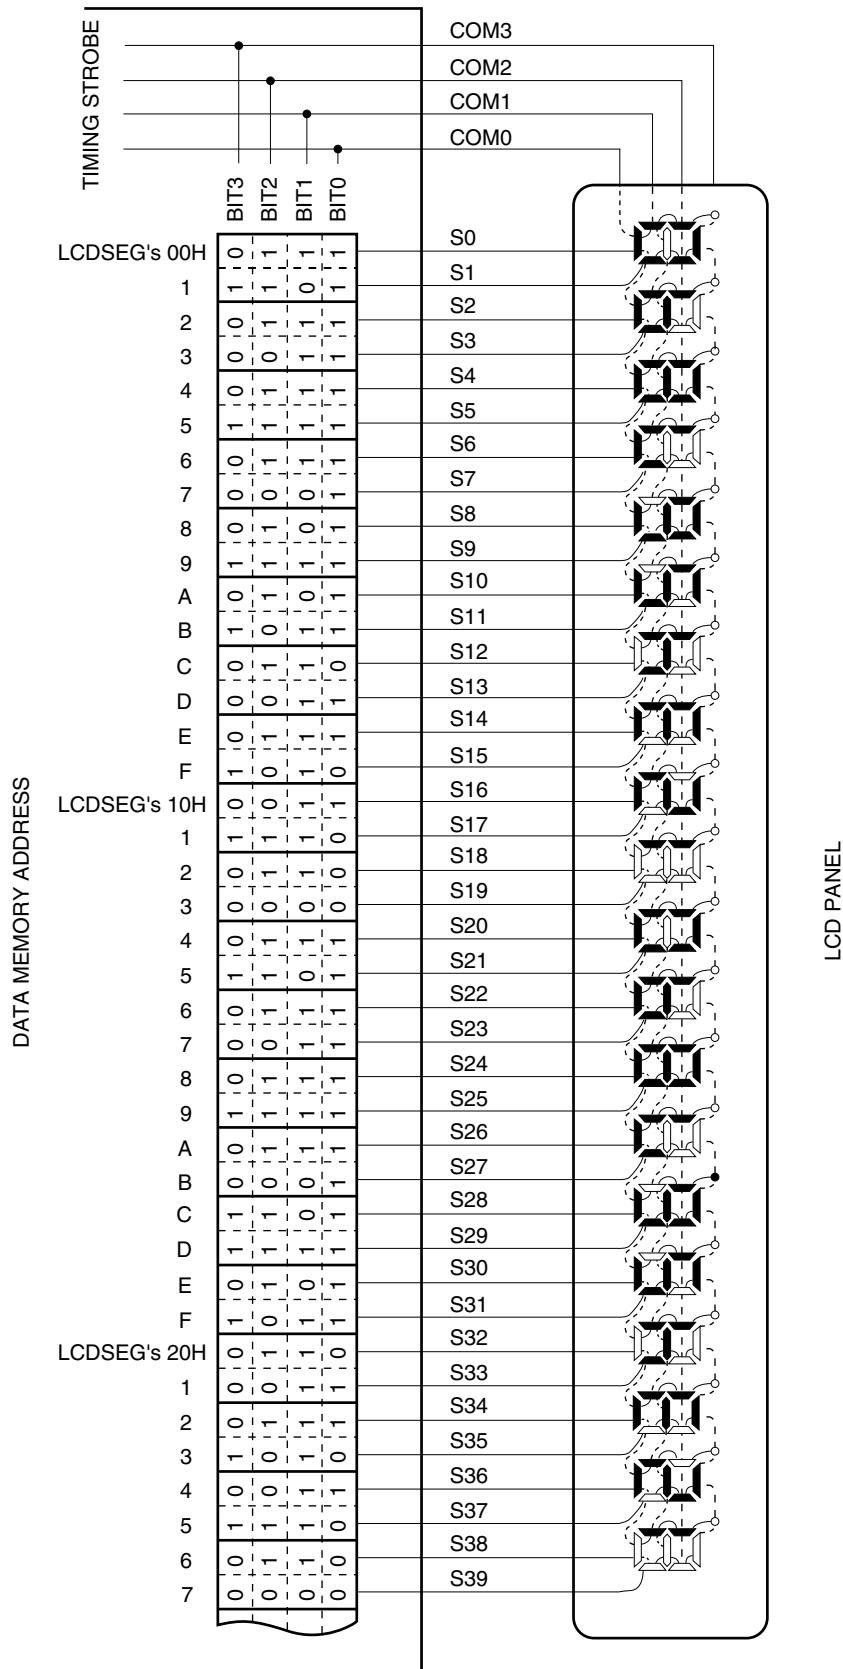 TIMING STROBE
COM3
COM2
COM1
COM0
BIT3 BIT2 BIT1 BIT0
LCDSEG's 00H 0 1 1 1 S0
1 1 1 0 1 S1
2 0 1 1 1 S2
3 0 0 1 1 S3
4 0 1 1 1 S4
5 1 1 1 1 S5
6 0 1 1 1 S6
7 0 0 0 1 S7
8 0 1 0 1 S8
9 1 1 1 1 S9
A 0 1 0 1 S10
B 1 0 1 1 S11
C 0 1 1 0 S12
D 0 0 1 1 S13
E 0 1 1 1 S14
F 1 0 1 0 S15
LCDSEG's 10H 0 0 1 1 S16
1 1 1 1 0 S17
2 0 1 1 0 S18
3 0 0 0 0 S19
4 0 1 1 1 S20
5 1 1 0 1 S21
6 0 1 1 1 S22
7 0 0 1 1 S23
8 0 1 1 1 S24
9 1 1 1 1 S25
A 0 1 1 1 S26
B 0 0 0 1 S27
C 1 1 0 1 S28
D 1 1 1 1 S29
E 0 1 0 1 S30
F 1 0 1 1 S31
LCDSEG's 20H 0 1 1 0 S32
1 0 0 1 1 S33
2 0 1 1 1 S34
3 1 0 1 0 S35
4 0 0 1 1 S36
5 1 1 1 0 S37
6 0 1 1 0 S38
7 0 0 0 0 S39
DATA MEMORY ADDRESS
LCD PANEL